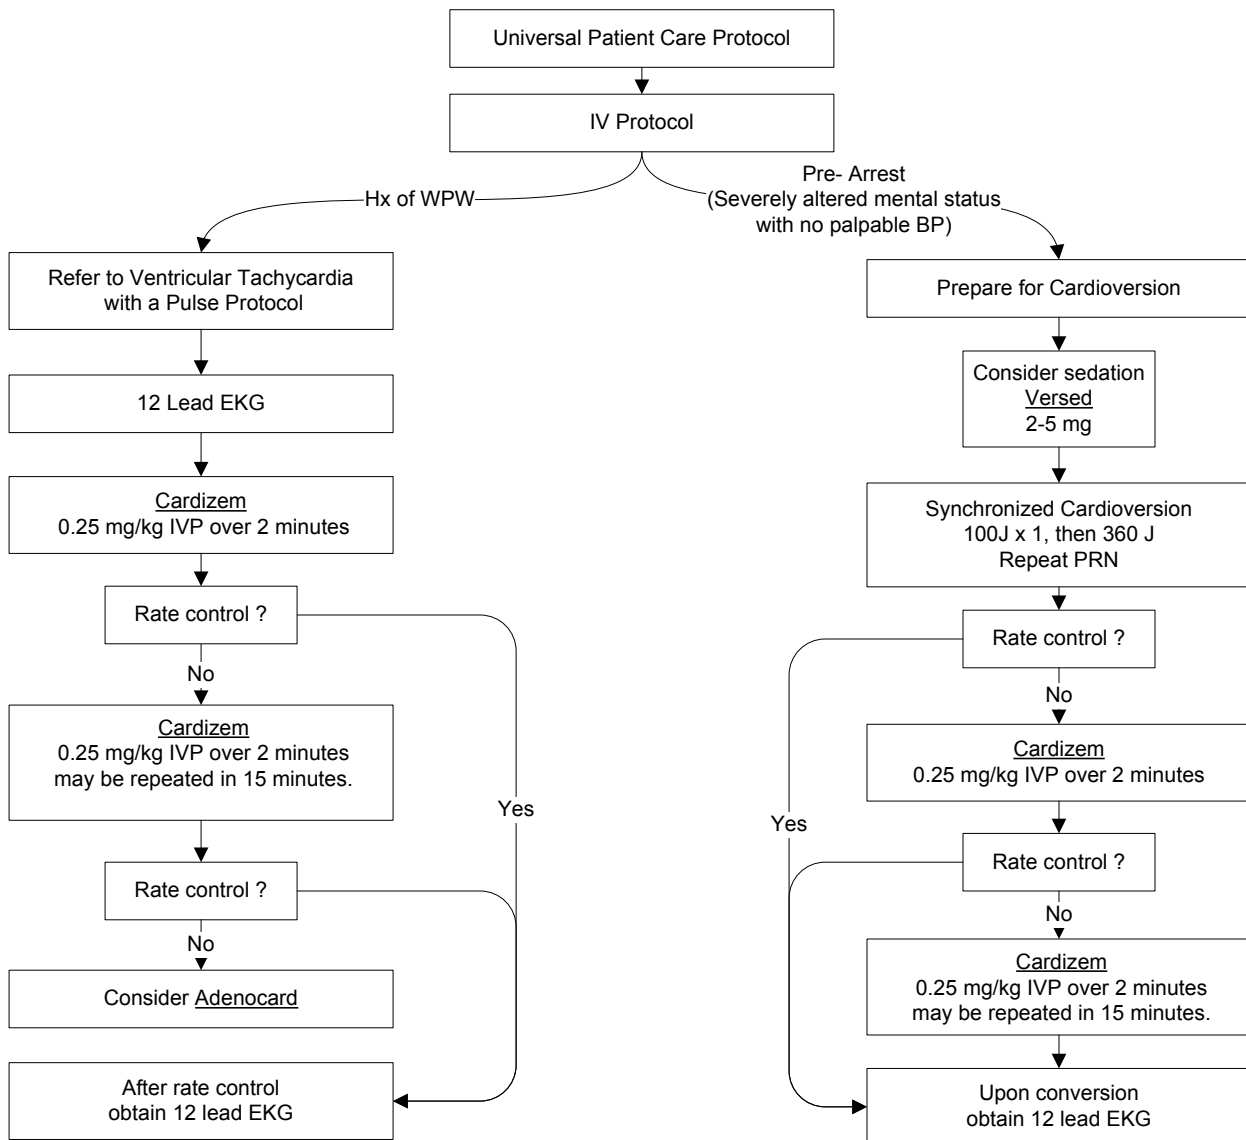 Universal Patient Care Protocol
IV Protocol
Hx of WPW
Pre- Arrest
(Severely altered mental status
with no palpable BP)
Refer to Ventricular Tachycardia
with a Pulse Protocol
12 Lead EKG
Cardizem
0.25 mg/kg IVP over 2 minutes
Rate control ?
No
Cardizem
0.25 mg/kg IVP over 2 minutes
may be repeated in 15 minutes.
Yes
Rate control ?
No
Consider Adenocard
After rate control
obtain 12 lead EKG
Prepare for Cardioversion
Consider sedation
Versed
2-5 mg
Synchronized Cardioversion
100J x 1, then 360 J
Repeat PRN
Rate control ?
No
Cardizem
0.25 mg/kg IVP over 2 minutes
Yes
Rate control ?
No
Cardizem
0.25 mg/kg IVP over 2 minutes
may be repeated in 15 minutes.
Upon conversion
obtain 12 lead EKG